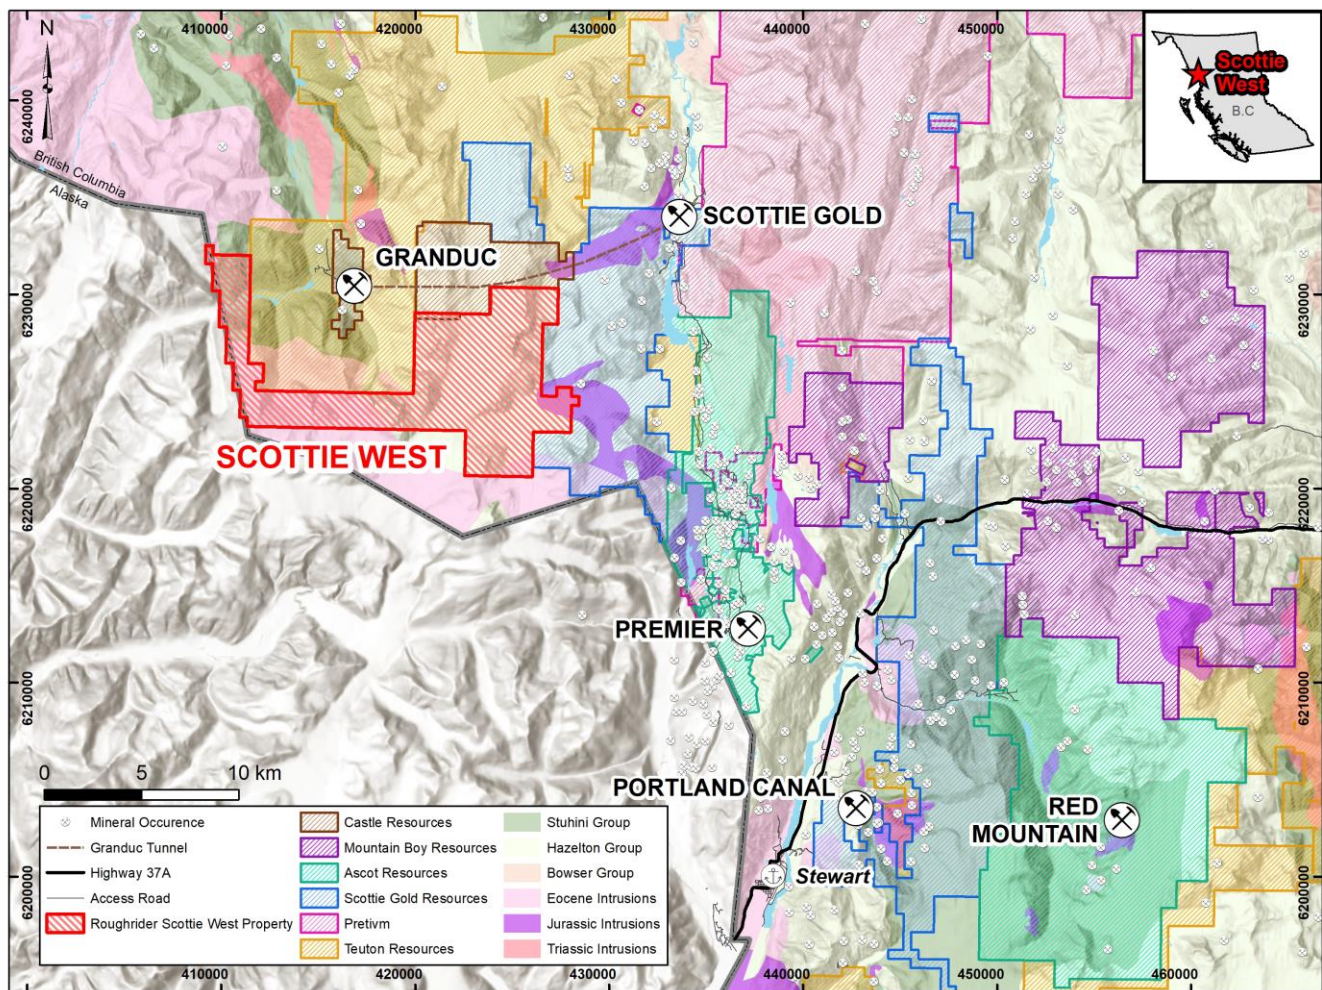 410000
420000
430000
440000
450000
N
Scottie
West
B.C
6240000
6240000
British Columbia
Alaska
SCOTTIE GOLD
GRANDUC
6230000
6230000
SCOTTIE WEST
6220000
6220000
PREMIER
6210000
6210000
0 5 10 km
PORTLAND CANAL
RED
MOUNTAIN
Stewart
6200000
6200000
Mineral Occurence
Granduc Tunnel
Highway 37A
Access Road
Roughrider Scottie West Property
Castle Resources
Mountain Boy Resources
Ascot Resources
Scottie Gold Resources
Pretivm
Teuton Resources
Stuhini Group
Hazelton Group
Bowser Group
Eocene Intrusions
Jurassic Intrusions
Triassic Intrusions
410000
420000
430000
440000
450000
460000